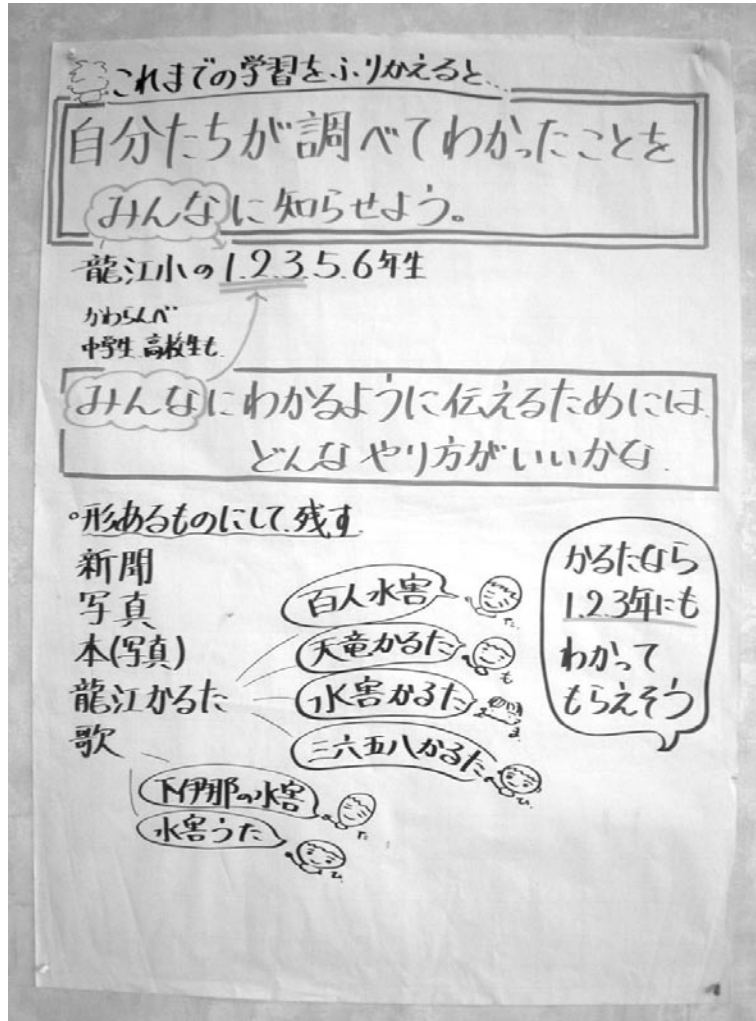 これまでの学習をふりかえると…
自分たちが調べてわかったことを
みんなに知らせよう。
龍江小の1.2.3.5.6年生
かわらんべ
中学生 高校生も
みんなにわかるように伝えるためには
どんなやり方がいいかな
○形あるものにして残す
新聞
写真
本(写真)
龍江かるた
歌
百人水害
た
天竜かるた
も
水害かるた
ま
三六五八かるた
ひ
下伊那の水害
た
水害うた
ひ
かるたなら
1.2.3年にも
わかって
もらえそう